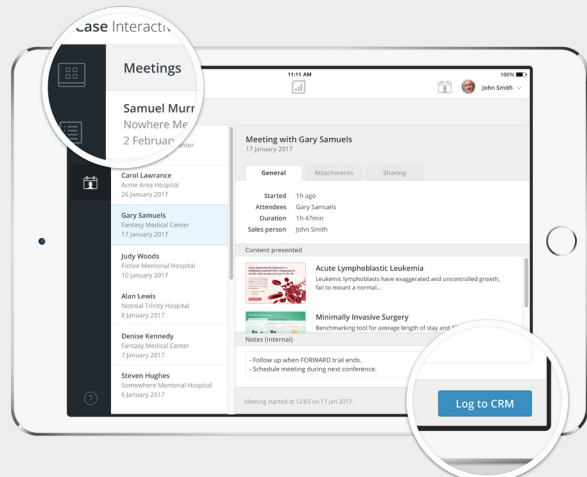 Case Interactiv
Meetings
Samuel Murr
Nowhere Me
2 February
11:11 AM
100%
John Smith
Carol Lawrance
Acme Area Hospital
26 January 2017
Gary Samuels
Fantasy Medical Center
17 January 2017
Judy Woods
Fictive Memorial Hospital
10 January 2017
Alan Lewis
Notreal Trinity Hospital
8 January 2017
Denise Kennedy
Fantasy Medical Center
7 January 2017
Steven Hughes
Somewhere Memorial Hospital
6 January 2017
Meeting with Gary Samuels
17 January 2017
General Attachments Sharing
Started 1h ago
Attendees Gary Samuels
Duration 1h 47min
Sales person John Smith
Content presented
Acute Lymphoblastic Leukemia
Leukemic lymphoblasts have exaggerated and uncontrolled growth,
fail to mount a normal...
Minimally Invasive Surgery
Benchmarking tool for average length of stay and
Notes (internal)
- Follow up when FORWARD trial ends.
- Schedule meeting during next conference.
Meeting started at 12:63 on 17 Jan 2017
Log to CRM
?